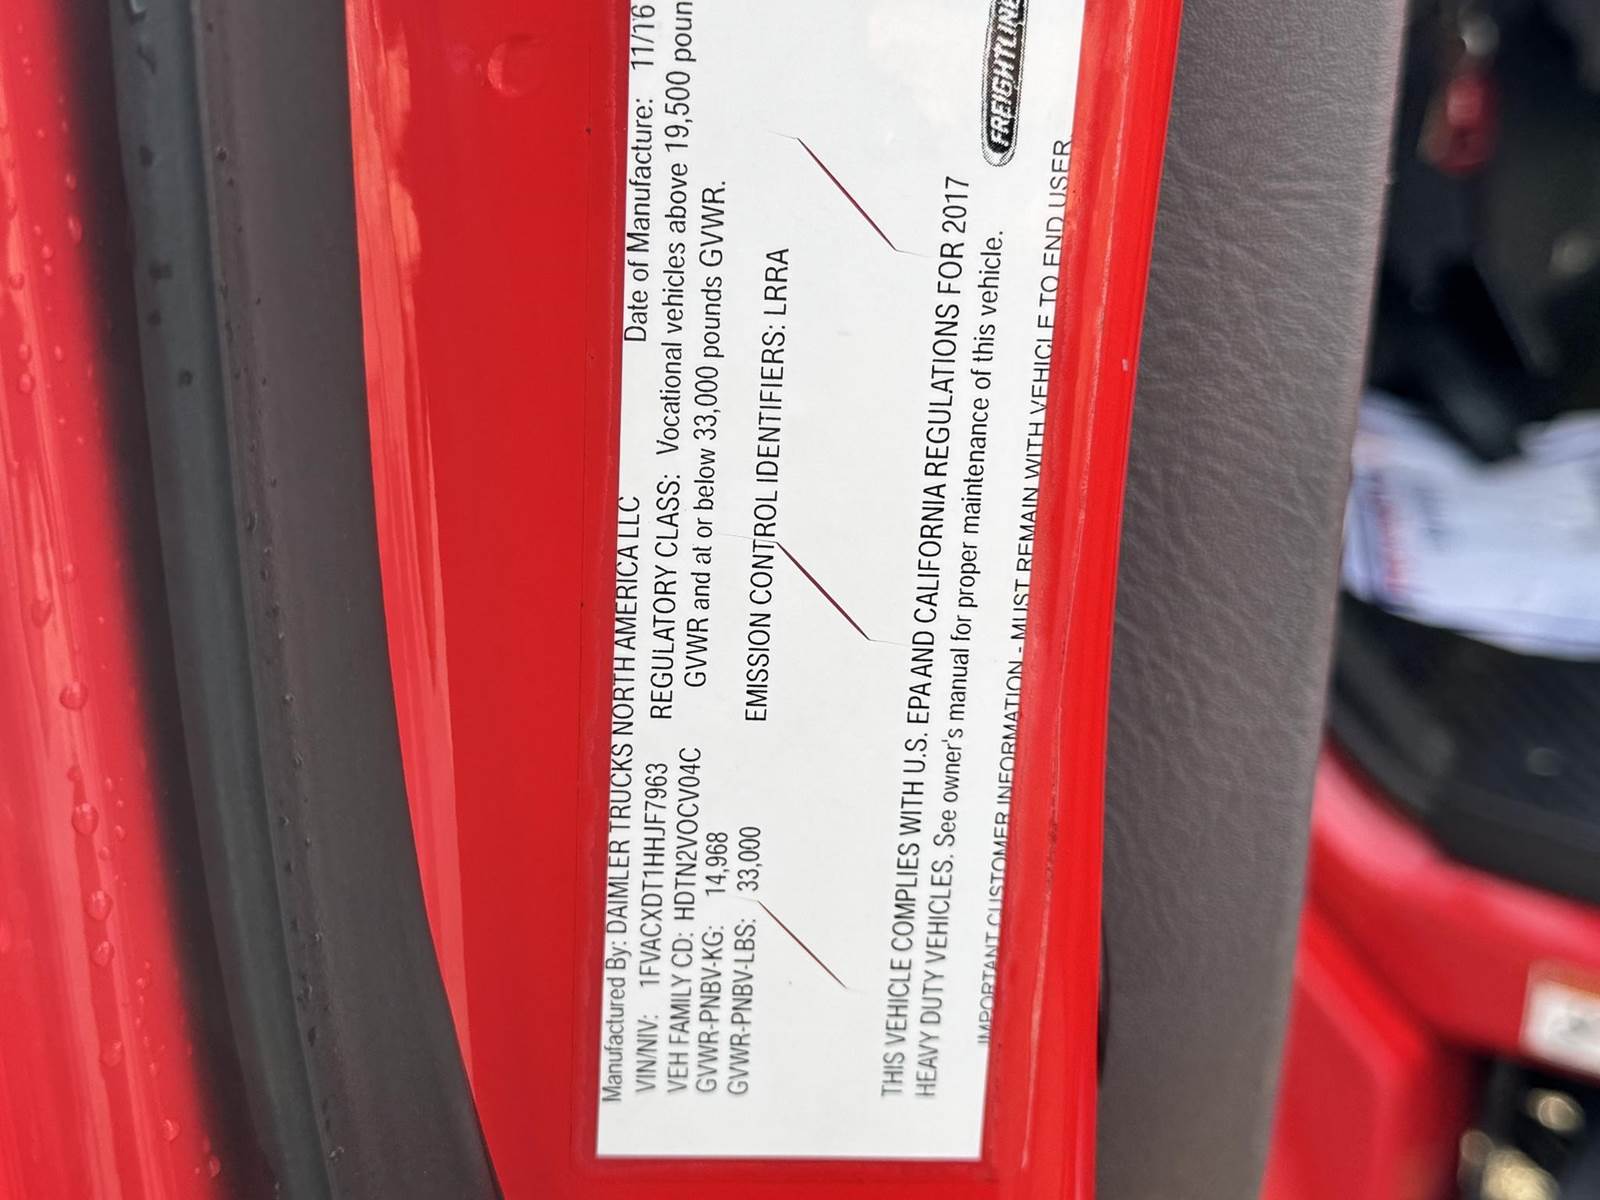 Manufactured By: DAIMLER TRUCKS NORTH AMERICA LLC Date of Manufacture: 11/16
VIN/NIV: 1FVACXDT1HHJF7963 REGULATORY CLASS: Vocational vehicles above 19,500 poun
VEH FAMILY CD: HDTN2VOCV04C GVWR and at or below 33,000 pounds GVWR.
GVWR-PNBV-KG: 14,968
GVWR-PNBV-LBS: 33,000 EMISSION CONTROL IDENTIFIERS: LRRA
THIS VEHICLE COMPLIES WITH U.S. EPA AND CALIFORNIA REGULATIONS FOR 2017
HEAVY DUTY VEHICLES. See owner's manual for proper maintenance of this vehicle.
FREIGHTLINE
IMPORTANT CUSTOMER INFORMATION - MUST REMAIN WITH VEHICLE TO END USER